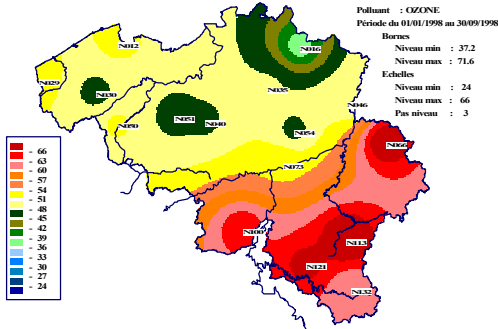 Polluant : OZONE
Période du 01/01/1998 au 30/09/1998
Bornes
Niveau min : 37.2
Niveau max : 71.6
Echelles
Niveau min : 24
Niveau max : 66
Pas niveau : 3
N012
N016
N029
N030
N035
N046
N051
N040
N050
N054
N066
N073
N100
N113
N121
N132
- 66
- 63
- 60
- 57
- 54
- 51
- 48
- 45
- 42
- 39
- 36
- 33
- 30
- 27
- 24